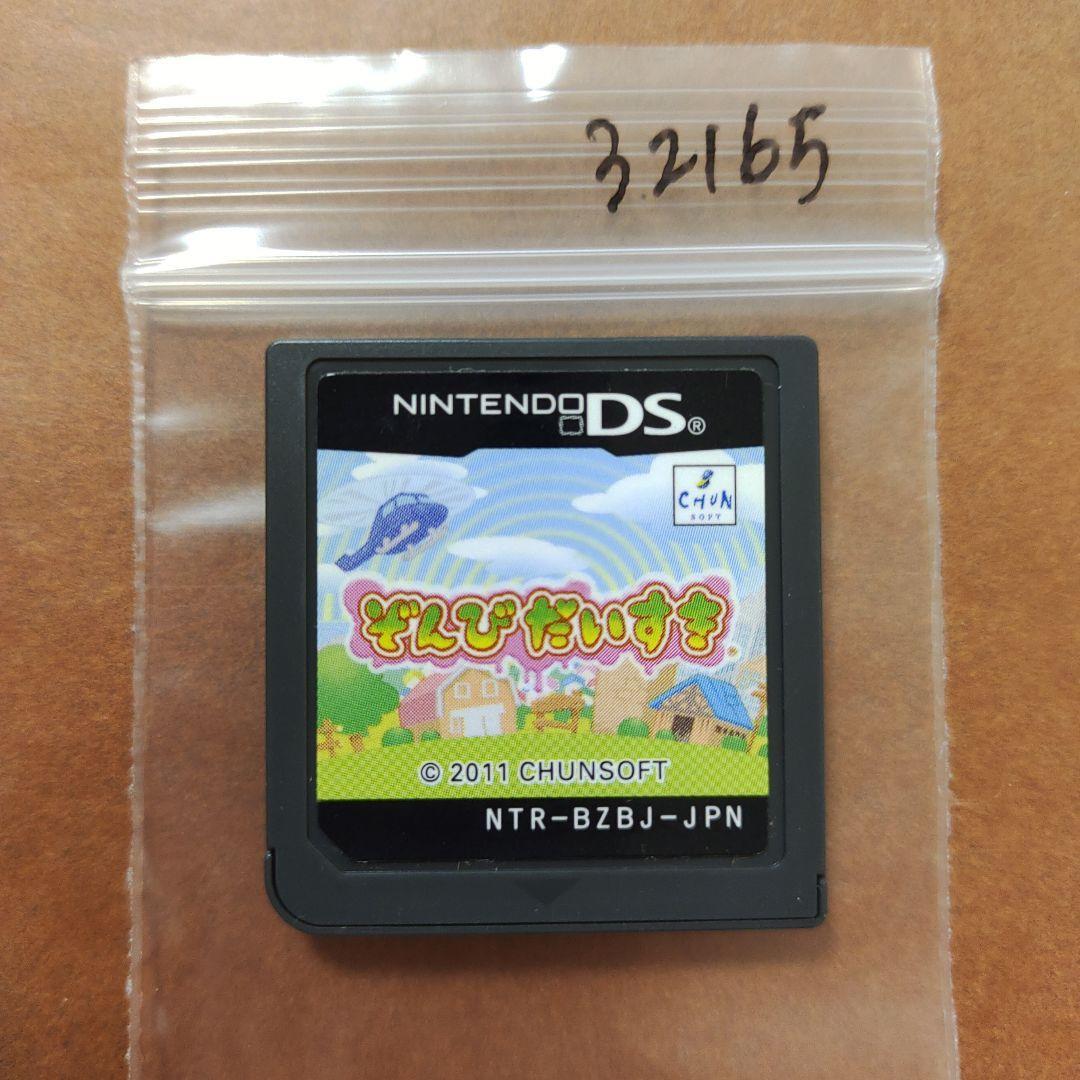 32165
NINTENDO DS®
CHUN
SOFT
ぞんびだいすき
© 2011 CHUNSOFT
NTR-BZBJ-JPN